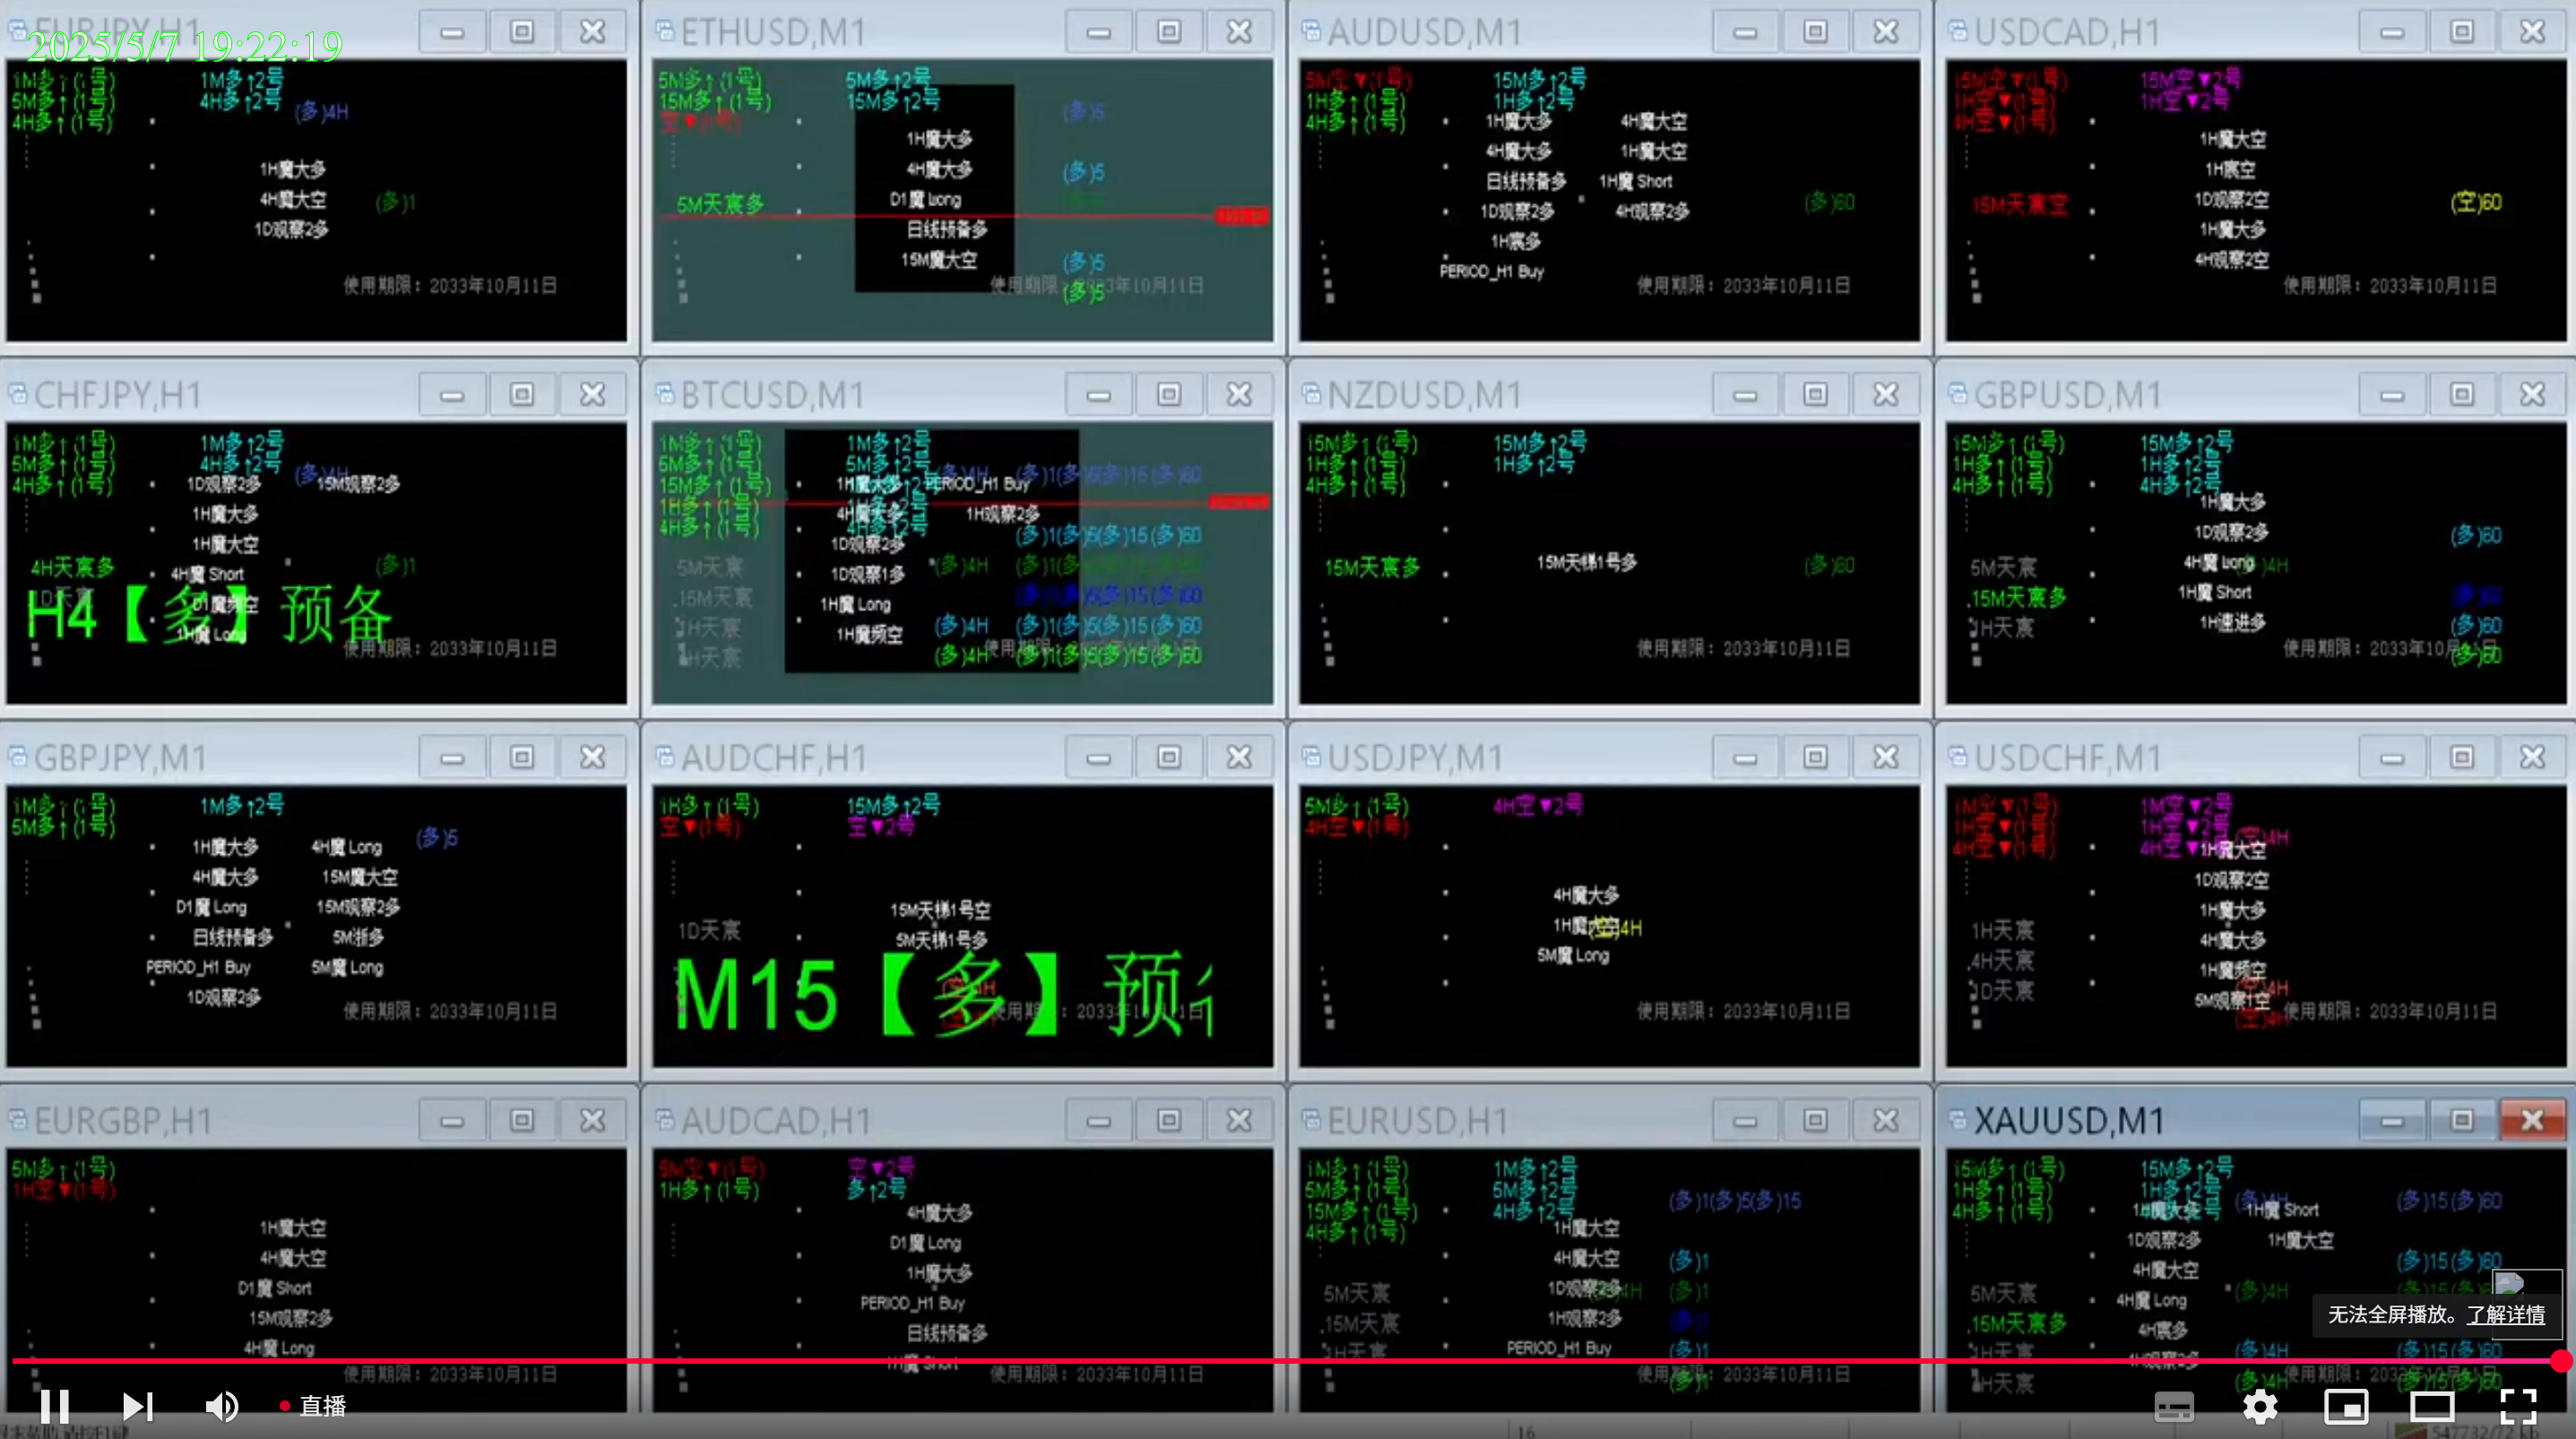 EURJPY,H1
2025/5/7 19:22:19
1M多↑(1号)
5M多↑(1号)
4H多↑(1号)
1M多↑2号
4H多↑2号
(多)4H
1H魔大多
4H魔大空
(多)1
1D观察2多
使用期限：2033年10月11日
ETHUSD,M1
5M多↑(1号)
15M多↑(1号)
空▼(1号)
5M多↑2号
15M多↑2号
(多)5
1H魔大多
4H魔大多
(多)5
D1魔 Long
5M天宸多
日线预备多
15M魔大空
(多)5
使用期限：2033年10月11日
(多)5
AUDUSD,M1
5M空▼(1号)
1H多↑(1号)
4H多↑(1号)
15M多↑2号
1H多↑2号
1H魔大多 4H魔大空
4H魔大多 1H魔大空
日线预备多 1H魔 Short
1D观察2多 4H观察2多
(多)60
1H宸多
PERIOD_H1 Buy
使用期限：2033年10月11日
USDCAD,H1
15M空▼(1号)
1H空▼(1号)
4H空▼(1号)
15M空▼2号
1H空▼2号
1H魔大空
1H宸空
1D观察2空
15M天宸空
(空)60
1H魔大多
4H观察2空
使用期限：2033年10月11日
CHFJPY,H1
1M多↑(1号)
5M多↑(1号)
4H多↑(1号)
1M多↑2号
4H多↑2号
(多)4H
1D观察2多 15M观察2多
1H魔大多
1H魔大空
4H天宸多
4H魔 Short
(多)1
1D天宸
D1魔频空
H4【多】预备
1H魔 Long
使用期限：2033年10月11日
BTCUSD,M1
1M多↑(1号)
5M多↑(1号)
15M多↑(1号)
1H多↑(1号)
4H多↑(1号)
1M多↑2号
5M多↑2号
(多)4H (多)1(多)5(多)15(多)60
1H魔大多 PERIOD_H1 Buy
4H魔大多 1H观察2多
4H多↑2号
(多)1(多)5(多)15(多)60
1D观察2多
5M天宸
(多)4H
1D观察1多
15M天宸
1H魔 Long
(多)15(多)60
1H天宸
1H魔频空
(多)4H (多)1(多)5(多)15(多)60
(多)4H (多)1(多)5(多)15(多)60
NZDUSD,M1
15M多↑(1号)
1H多↑(1号)
4H多↑(1号)
15M多↑2号
1H多↑2号
15M天宸多
15M天梯1号多
(多)60
使用期限：2033年10月11日
GBPUSD,M1
15M多↑(1号)
1H多↑(1号)
4H多↑(1号)
15M多↑2号
1H多↑2号
4H多↑2号
1H魔大多
1D观察2多
(多)60
4H魔 Long
(多)4H
5M天宸
1H魔 Short
15M天宸多
1H速进多
1H天宸
(多)60
使用期限：2033年10月11日
(多)60
GBPJPY,M1
1M多↑(1号)
5M多↑(1号)
1M多↑2号
(多)5
1H魔大多 4H魔 Long
4H魔大多 15M魔大空
D1魔 Long 15M观察2多
日线预备多 5M浙多
PERIOD_H1 Buy 5M魔 Long
1D观察2多
使用期限：2033年10月11日
AUDCHF,H1
1H多↑(1号)
空▼(1号)
15M多↑2号
空▼2号
15M天梯1号空
1D天宸
5M天梯1号多
M15【多】预
USDJPY,M1
5M多↑(1号)
4H空▼(1号)
4H空▼2号
4H魔大多
1H魔大空
(空)4H
5M魔 Long
使用期限：2033年10月11日
USDCHF,M1
1M空▼(1号)
1H空▼(1号)
4H空▼(1号)
1M空▼2号
1H空▼2号
4H空▼2号
(空)4H
1H魔大空
1D观察2空
1H魔大多
1H天宸
4H魔大多
4H天宸
1H魔频空
1D天宸
(空)4H
5M观察1空
(空)4H
使用期限：2033年10月11日
EURGBP,H1
5M多↑(1号)
1H空▼(1号)
1H魔大空
4H魔大空
D1魔 Short
15M观察2多
4H魔 Long
使用期限：2033年10月11日
AUDCAD,H1
5M空▼(1号)
1H多↑(1号)
空▼2号
多↑2号
4H魔大多
D1魔 Long
1H魔大多
PERIOD_H1 Buy
日线预备多
1H魔 Short
使用期限：2033年10月11日
EURUSD,H1
1M多↑(1号)
5M多↑(1号)
15M多↑(1号)
4H多↑(1号)
1M多↑2号
5M多↑2号
4H多↑2号
(多)1(多)5(多)15
1H魔大空
4H魔大空
(多)1
1D观察2多
(多)1
5M天宸
1H观察2多
15M天宸
PERIOD_H1 Buy
(多)1
1H天宸
使用期限：2033年10月11日
(多)1
XAUUSD,M1
15M多↑(1号)
1H多↑(1号)
4H多↑(1号)
15M多↑2号
1H多↑2号
(多)4H
(多)15(多)60
1H魔 Short
1D观察2多 1H魔大空
4H魔大空
(多)15(多)60
5M天宸
(多)4H
4H魔 Long
15M天宸多
4H宸多
无法全屏播放。了解详情
1H天宸
4H观察2多
(多)4H (多)15(多)60
使用期限：2033年10月11日
(多)4H (多)15(多)60
直播
16